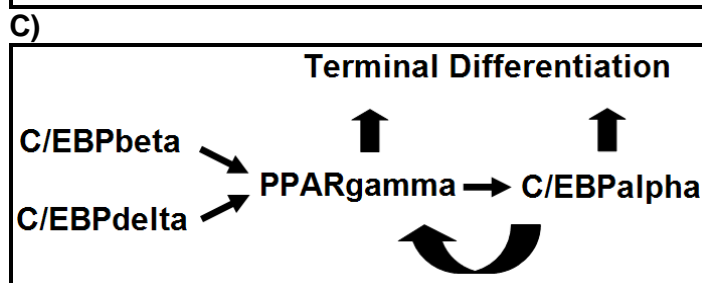 C)
Terminal Differentiation
C/EBPbeta
PPARgamma
C/EBPalpha
C/EBPdelta